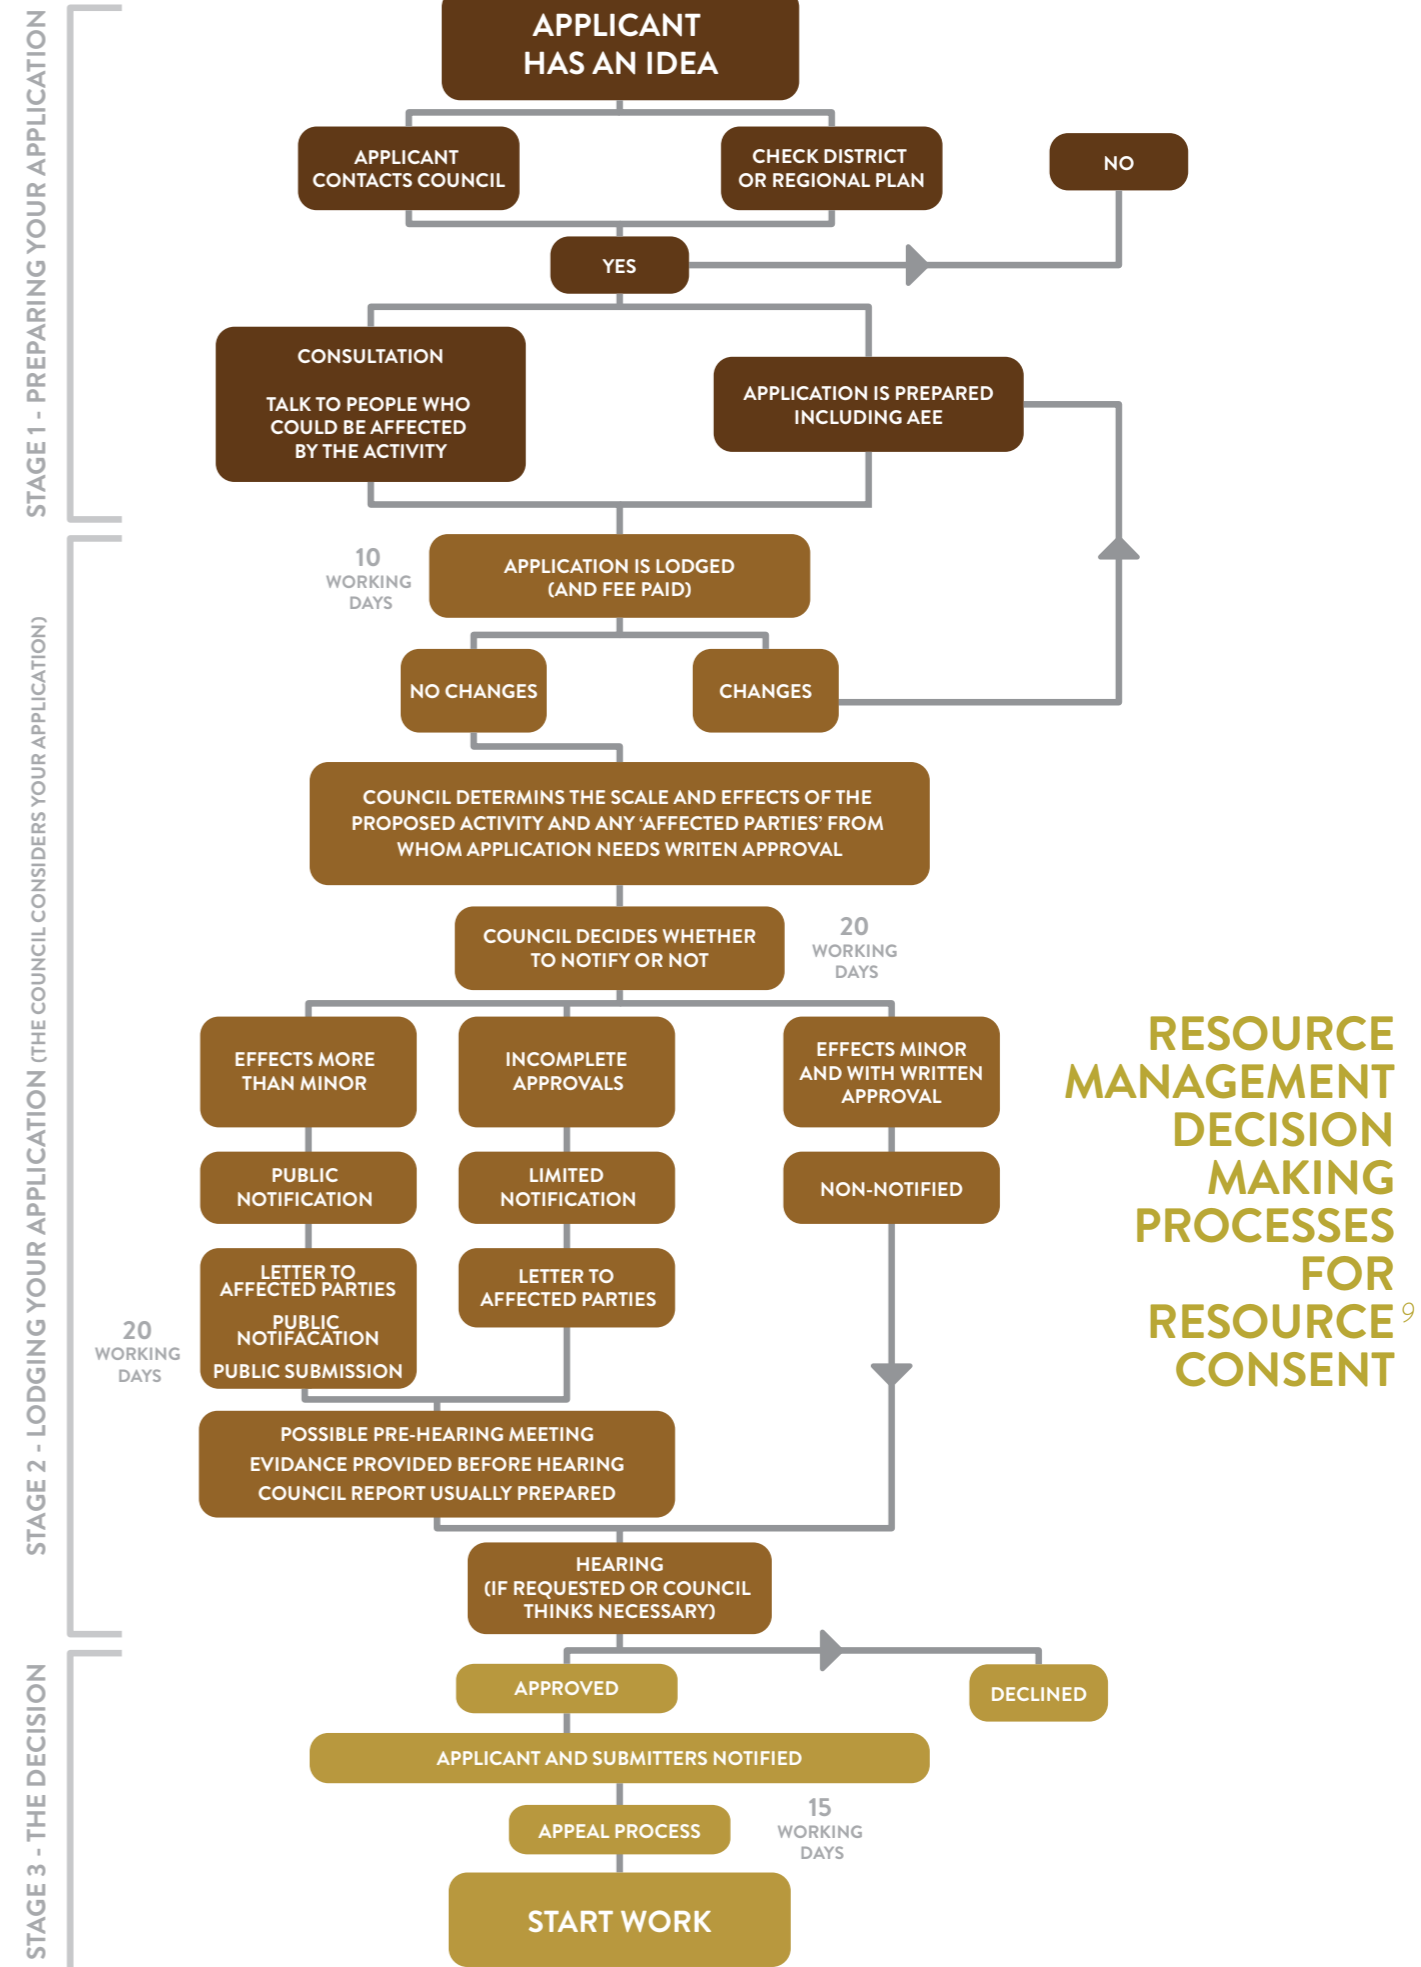 STAGE 1 - PREPARING YOUR APPLICATION
APPLICANT
HAS AN IDEA
APPLICANT
CONTACTS COUNCIL
CHECK DISTRICT
OR REGIONAL PLAN
NO
YES
CONSULTATION
TALK TO PEOPLE WHO
COULD BE AFFECTED
BY THE ACTIVITY
APPLICATION IS PREPARED
INCLUDING AEE
STAGE 2 - LODGING YOUR APPLICATION (THE COUNCIL CONSIDERS YOUR APPLICATION)
10
WORKING
DAYS
APPLICATION IS LODGED
(AND FEE PAID)
NO CHANGES
CHANGES
COUNCIL DETERMINS THE SCALE AND EFFECTS OF THE
PROPOSED ACTIVITY AND ANY ‘AFFECTED PARTIES’ FROM
WHOM APPLICATION NEEDS WRITEN APPROVAL
COUNCIL DECIDES WHETHER
TO NOTIFY OR NOT
20
WORKING
DAYS
EFFECTS MORE
THAN MINOR
INCOMPLETE
APPROVALS
EFFECTS MINOR
AND WITH WRITTEN
APPROVAL
PUBLIC
NOTIFICATION
LIMITED
NOTIFICATION
NON-NOTIFIED
LETTER TO
AFFECTED PARTIES
PUBLIC
NOTIFACATION
PUBLIC SUBMISSION
LETTER TO
AFFECTED PARTIES
20
WORKING
DAYS
POSSIBLE PRE-HEARING MEETING
EVIDANCE PROVIDED BEFORE HEARING
COUNCIL REPORT USUALLY PREPARED
HEARING
(IF REQUESTED OR COUNCIL
THINKS NECESSARY)
RESOURCE
MANAGEMENT
DECISION
MAKING
PROCESSES
FOR
RESOURCE 9
CONSENT
STAGE 3 - THE DECISION
APPROVED
DECLINED
APPLICANT AND SUBMITTERS NOTIFIED
APPEAL PROCESS
15
WORKING
DAYS
START WORK